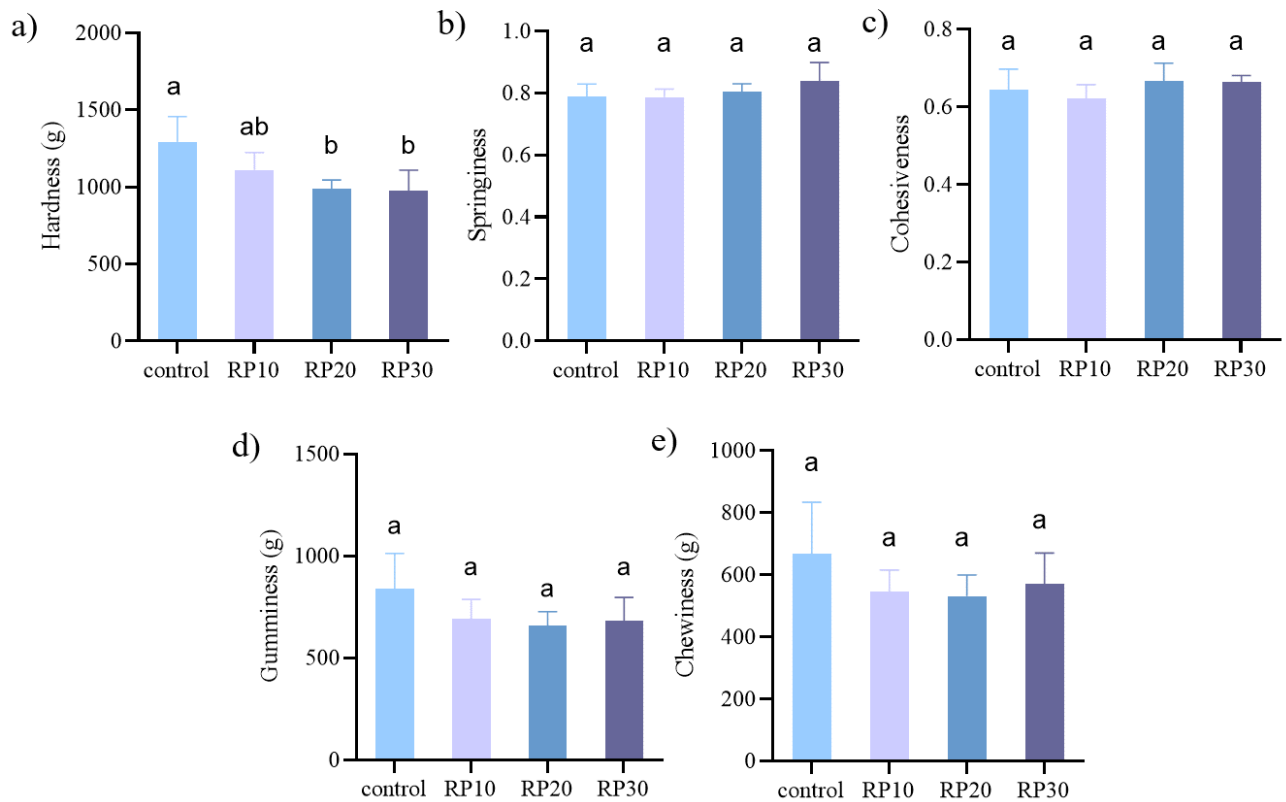 a)
Hardness (g)
2000
1500
1000
500
0
a
ab
b
b
control RP10 RP20 RP30
b)
Springiness
1.0
0.8
0.6
0.4
0.2
0.0
a a a a
control RP10 RP20 RP30
c)
Cohesiveness
0.8
0.6
0.4
0.2
0.0
a a a a
control RP10 RP20 RP30
d)
Gumminess (g)
1500
1000
500
0
a
a
a
a
control RP10 RP20 RP30
e)
Chewiness (g)
1000
800
600
400
200
0
a
a
a
a
control RP10 RP20 RP30